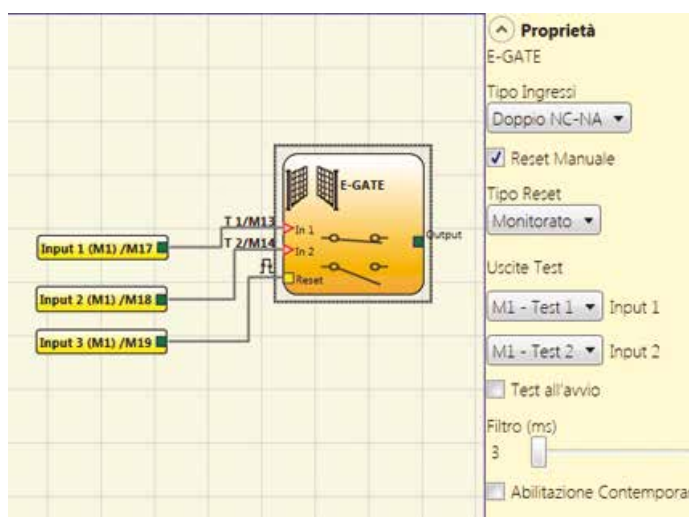 E-GATE
T 1/M13
In 1
T 2/M14
In 2
Output
Reset
Input 1 (M1) /M17
Input 2 (M1) /M18
Input 3 (M1) /M19
Proprietà
E-GATE
Tipo Ingressi
Doppio NC-NA
Reset Manuale
Tipo Reset
Monitorato
Uscite Test
M1 - Test 1 Input 1
M1 - Test 2 Input 2
Test all'avvio
Filtro (ms)
3
Abilitazione Contempora